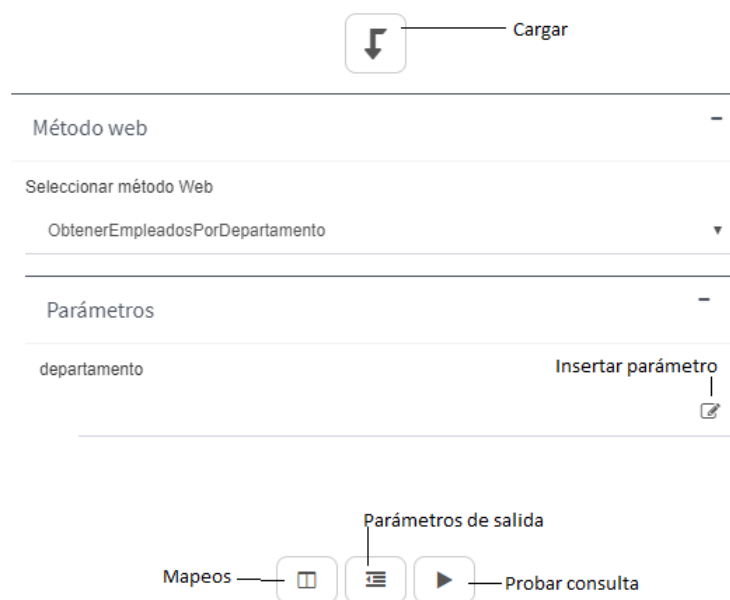 Cargar
Método web
Seleccionar método Web
ObtenerEmpleadosPorDepartamento
Parámetros
departamento
Insertar parámetro
Parámetros de salida
Mapeos
Probar consulta